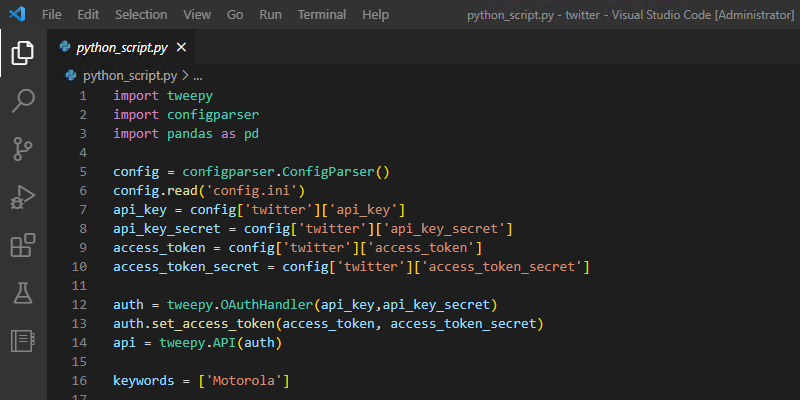 File Edit Selection View Go Run Terminal Help python_script.py - twitter - Visual Studio Code [Administrator]
python_script.py ×
python_script.py > ...
1 import tweepy
2 import configparser
3 import pandas as pd
4
5 config = configparser.ConfigParser()
6 config.read('config.ini')
7 api_key = config['twitter']['api_key']
8 api_key_secret = config['twitter']['api_key_secret']
9 access_token = config['twitter']['access_token']
10 access_token_secret = config['twitter']['access_token_secret']
11
12 auth = tweepy.OAuthHandler(api_key,api_key_secret)
13 auth.set_access_token(access_token, access_token_secret)
14 api = tweepy.API(auth)
15
16 keywords = ['Motorola']
17